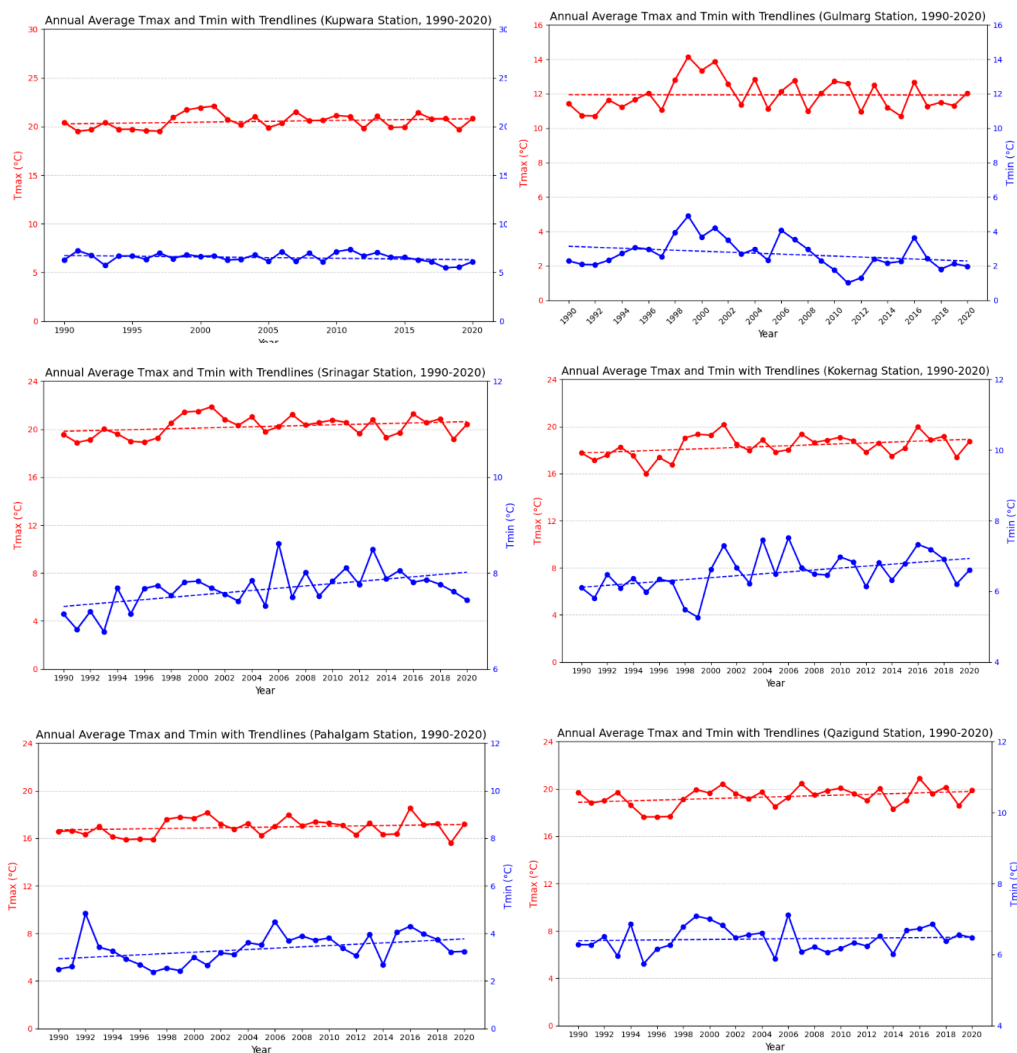 Annual Average Tmax and Tmin with Trendlines (Kupwara Station, 1990-2020)
30
25
20
15
10
5
0
Tmax (°C)
1990 1995 2000 2005 2010 2015 2020
Annual Average Tmax and Tmin with Trendlines (Gulmarg Station, 1990-2020)
16
14
12
10
8
6
4
2
0
Tmax (°C)
16
14
12
10
8
6
4
2
0
Tmin (°C)
1990 1992 1994 1996 1998 2000 2002 2004 2006 2008 2010 2012 2014 2016 2018 2020
Year
Annual Average Tmax and Tmin with Trendlines (Srinagar Station, 1990-2020)
24
20
16
12
8
4
0
Tmax (°C)
12
10
8
6
Tmin (°C)
1990 1992 1994 1996 1998 2000 2002 2004 2006 2008 2010 2012 2014 2016 2018 2020
Year
Annual Average Tmax and Tmin with Trendlines (Kokernag Station, 1990-2020)
24
20
16
12
8
4
0
Tmax (°C)
12
10
8
6
4
Tmin (°C)
1990 1992 1994 1996 1998 2000 2002 2004 2006 2008 2010 2012 2014 2016 2018 2020
Year
Annual Average Tmax and Tmin with Trendlines (Pahalgam Station, 1990-2020)
24
20
16
12
8
4
0
Tmax (°C)
12
10
8
6
4
2
0
Tmin (°C)
1990 1992 1994 1996 1998 2000 2002 2004 2006 2008 2010 2012 2014 2016 2018 2020
Year
Annual Average Tmax and Tmin with Trendlines (Qazigund Station, 1990-2020)
24
20
16
12
8
4
0
Tmax (°C)
12
10
8
6
4
Tmin (°C)
1990 1992 1994 1996 1998 2000 2002 2004 2006 2008 2010 2012 2014 2016 2018 2020
Year